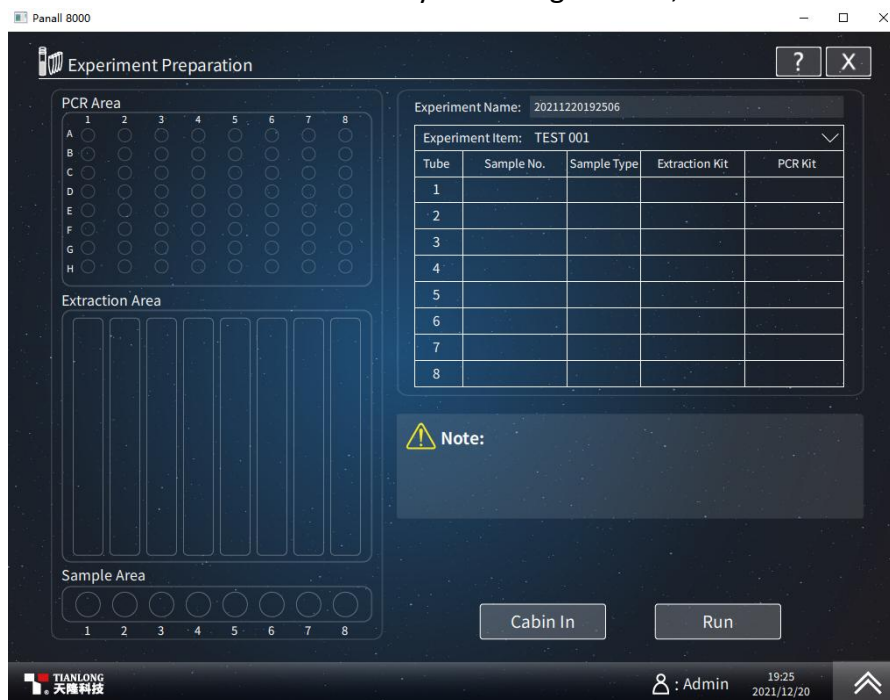 Panall 8000
Experiment Preparation
? X
PCR Area
1 2 3 4 5 6 7 8
A
B
C
D
E
F
G
H
Extraction Area
Sample Area
1 2 3 4 5 6 7 8
Experiment Name: 20211220192506
Experiment Item: TEST 001
Tube Sample No. Sample Type Extraction Kit PCR Kit
1
2
3
4
5
6
7
8
Note:
Cabin In Run
TIANLONG
天隆科技
: Admin
19:25
2021/12/20